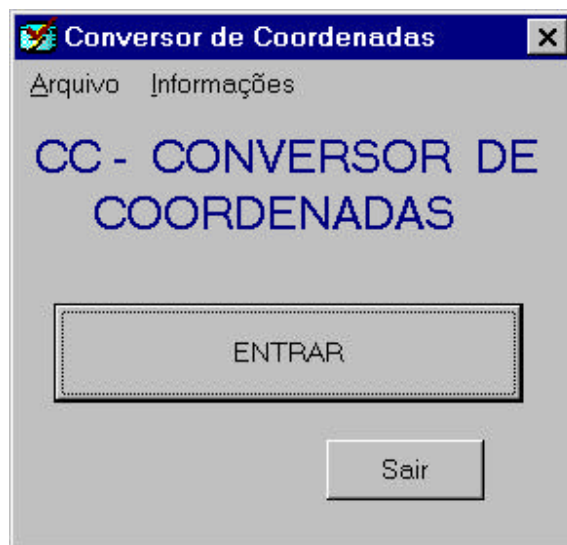 Conversor de Coordenadas
Arquivo Informações
CC - CONVERSOR DE
COORDENADAS
ENTRAR
Sair